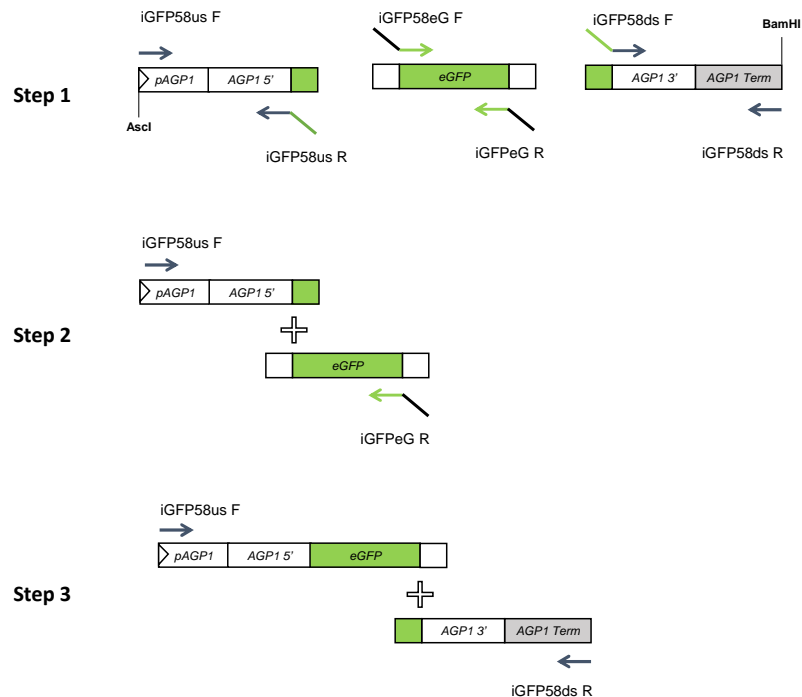 iGFP58us F
iGFP58eG F
iGFP58ds F
BamHI
Step 1
pAGP1
AGP1 5'
eGFP
AGP1 3'
AGP1 Term
AscI
iGFP58us R
iGFPeG R
iGFP58ds R
iGFP58us F
pAGP1
AGP1 5'
Step 2
eGFP
iGFPeG R
iGFP58us F
pAGP1
AGP1 5'
eGFP
Step 3
AGP1 3'
AGP1 Term
iGFP58ds R